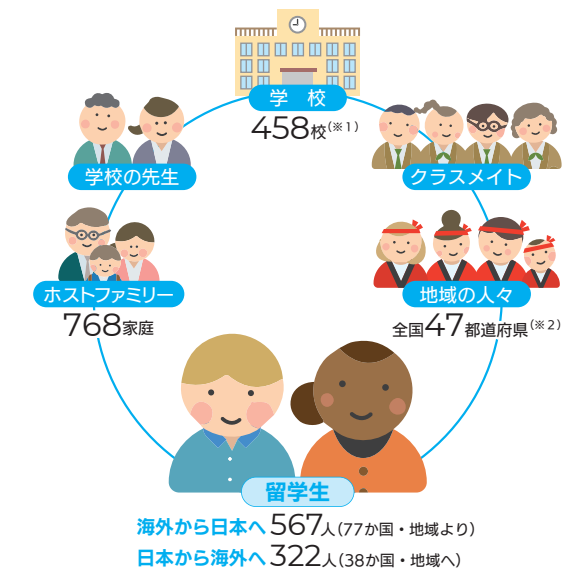 学 校
458校(※1)
学校の先生
クラスメイト
ホストファミリー
768家庭
地域の人々
全国47都道府県(※2)
留学生
海外から日本へ 567人(77か国・地域より)
日本から海外へ 322人(38か国・地域へ)